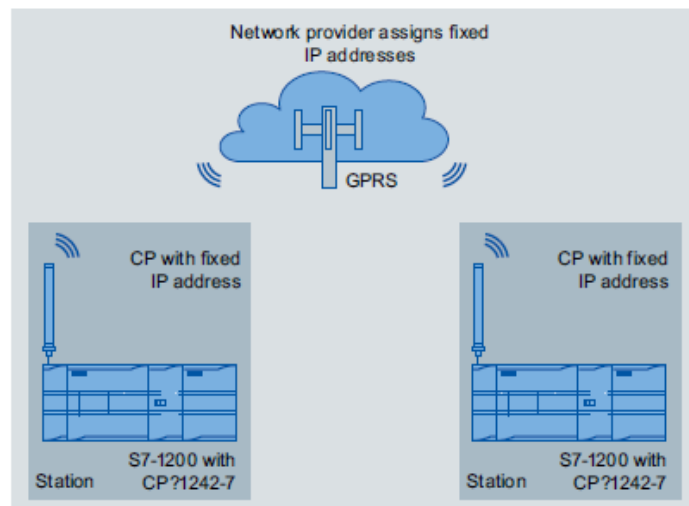 Network provider assigns fixed
IP addresses
GPRS
CP with fixed
IP address
S7-1200 with
Station
CP?1242-7
CP with fixed
IP address
S7-1200 with
Station
CP?1242-7